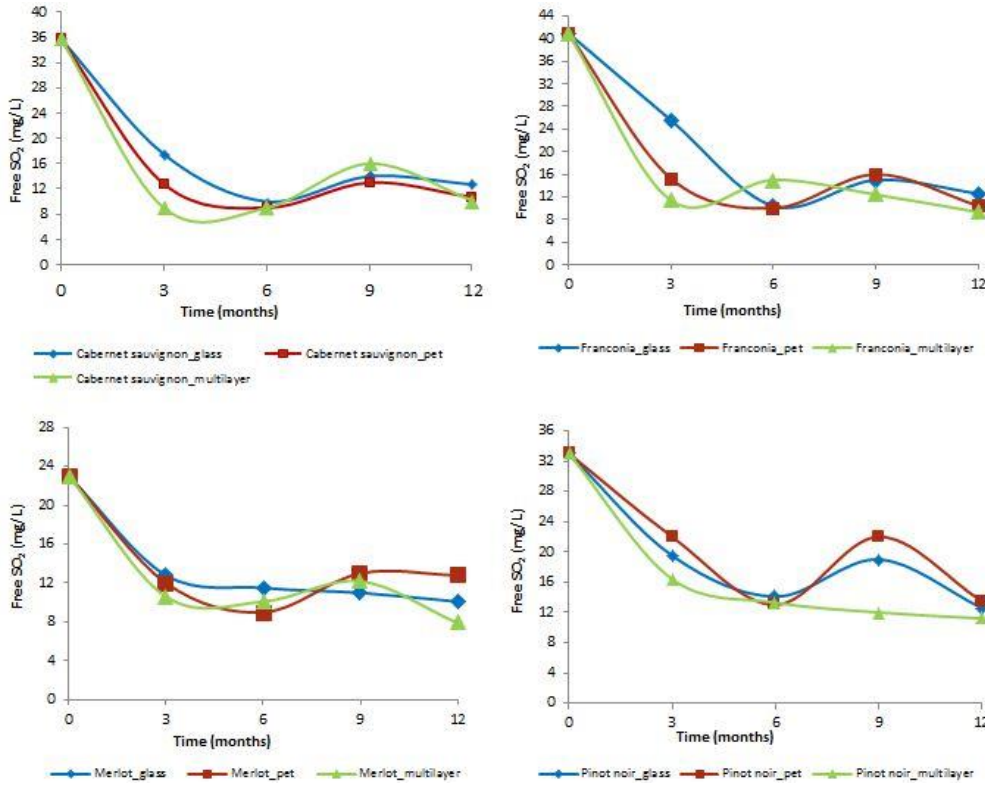 40
36
32
28
24
20
16
12
8
4
0
Free SO₂ (mg/L)
0 3 6 9 12
Time (months)
Cabernet sauvignon_glass Cabernet sauvignon_pet
Cabernet sauvignon_multilayer
44
40
36
32
28
24
20
16
12
8
4
0
Free SO₂ (mg/L)
0 3 6 9 12
Time (months)
Franconia_glass Franconia_pet Franconia_multilayer
28
24
20
16
12
8
4
0
Free SO₂ (mg/L)
0 3 6 9 12
Time (months)
Merlot_glass Merlot_pet Merlot_multilayer
36
32
28
24
20
16
12
8
4
0
Free SO₂ (mg/L)
0 3 6 9 12
Time (months)
Pinot noir_glass Pinot noir_pet Pinot noir_multilayer